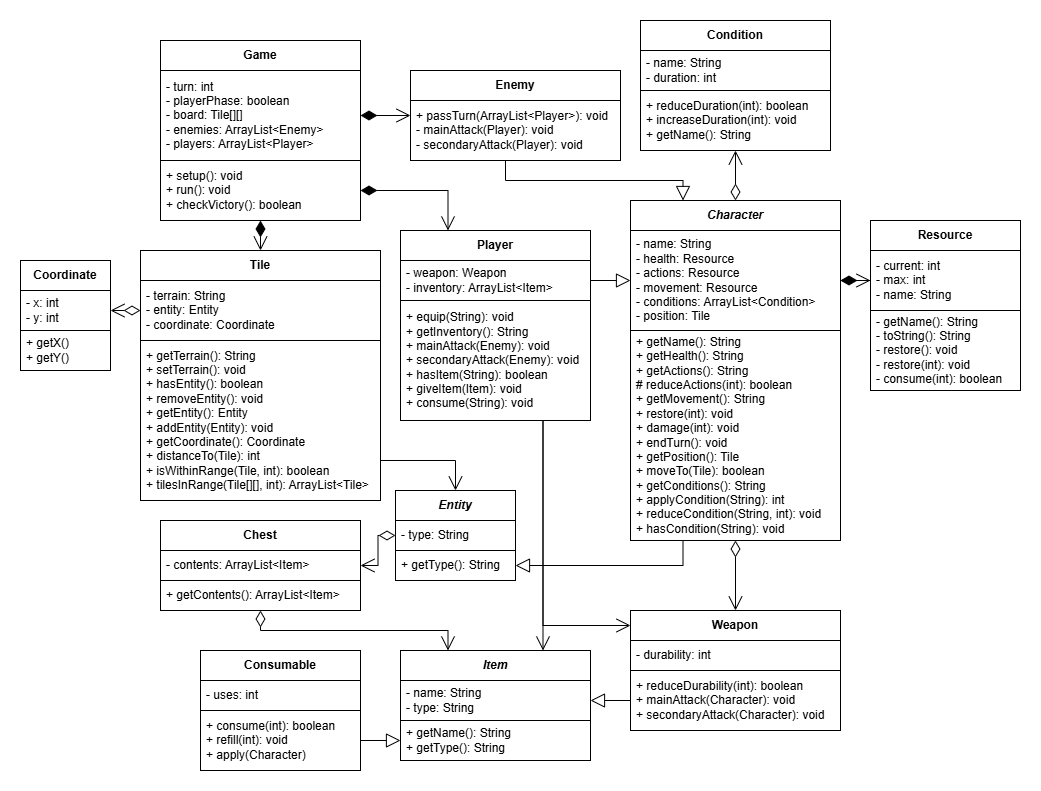 Game
- turn: int
- playerPhase: boolean
- board: Tile[][]
- enemies: ArrayList<Enemy>
- players: ArrayList<Player>
+ setup(): void
+ run(): void
+ checkVictory(): boolean
Enemy
+ passTurn(ArrayList<Player>): void
- mainAttack(Player): void
- secondaryAttack(Player): void
Condition
- name: String
- duration: int
+ reduceDuration(int): boolean
+ increaseDuration(int): void
+ getName(): String
Coordinate
- x: int
- y: int
+ getX()
+ getY()
Tile
- terrain: String
- entity: Entity
- coordinate: Coordinate
+ getTerrain(): String
+ setTerrain(): void
+ hasEntity(): boolean
+ removeEntity(): void
+ getEntity(): Entity
+ addEntity(Entity): void
+ getCoordinate(): Coordinate
+ distanceTo(Tile): int
+ isWithinRange(Tile, int): boolean
+ tilesInRange(Tile[][], int): ArrayList<Tile>
Player
- weapon: Weapon
- inventory: ArrayList<Item>
+ equip(String): void
+ getInventory(): String
+ mainAttack(Enemy): void
+ secondaryAttack(Enemy): void
+ hasItem(String): boolean
+ giveItem(Item): void
+ consume(String): void
Character
- name: String
- health: Resource
- actions: Resource
- movement: Resource
- conditions: ArrayList<Condition>
- position: Tile
+ getName(): String
+ getHealth(): String
+ getActions(): String
# reduceActions(int): boolean
+ getMovement(): String
+ restore(int): void
+ damage(int): void
+ endTurn(): void
+ getPosition(): Tile
+ moveTo(Tile): boolean
+ getConditions(): String
+ applyCondition(String): int
+ reduceCondition(String, int): void
+ hasCondition(String): void
Resource
- current: int
- max: int
- name: String
- getName(): String
- toString(): String
- restore(): void
- restore(int): void
- consume(int): boolean
Entity
- type: String
+ getType(): String
Chest
- contents: ArrayList<Item>
+ getContents(): ArrayList<Item>
Consumable
- uses: int
+ consume(int): boolean
+ refill(int): void
+ apply(Character)
Item
- name: String
- type: String
+ getName(): String
+ getType(): String
Weapon
- durability: int
+ reduceDurability(int): boolean
+ mainAttack(Character): void
+ secondaryAttack(Character): void